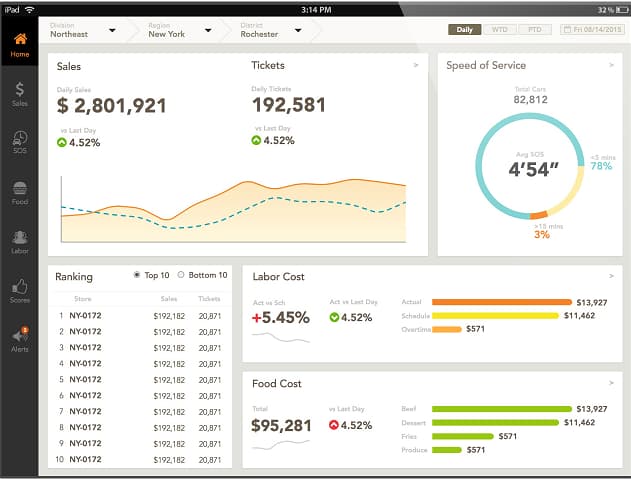 iPad 3:14 PM 32 %
Division Region District
Northeast New York Rochester
Daily WTD PTD Fri 08/14/2015
Home
Sales
SOS
Food
Labor
Scores
1
Alerts
Sales Tickets >
Daily Sales Daily Tickets
$ 2,801,921 192,581
vs Last Day vs Last Day
4.52% 4.52%
Speed of Service >
Total Cars
82,812
Avg SOS
4'54”
<5 mins
78%
>15 mins
3%
Ranking Top 10 Bottom 10
Store Sales Tickets
1 NY-0172 $192,182 20,871
2 NY-0172 $192,182 20,871
3 NY-0172 $192,182 20,871
4 NY-0172 $192,182 20,871
5 NY-0172 $192,182 20,871
6 NY-0172 $192,182 20,871
7 NY-0172 $192,182 20,871
8 NY-0172 $192,182 20,871
9 NY-0172 $192,182 20,871
10 NY-0172 $192,182 20,871
Labor Cost >
Act vs Sch Act vs Last Day
+5.45% 4.52%
Actual $13,927
Schedule $11,462
Overtime $571
Food Cost >
Total vs Last Day
$95,281 4.52%
Beef $13,927
Dessert $11,462
Fries $571
Produce $571